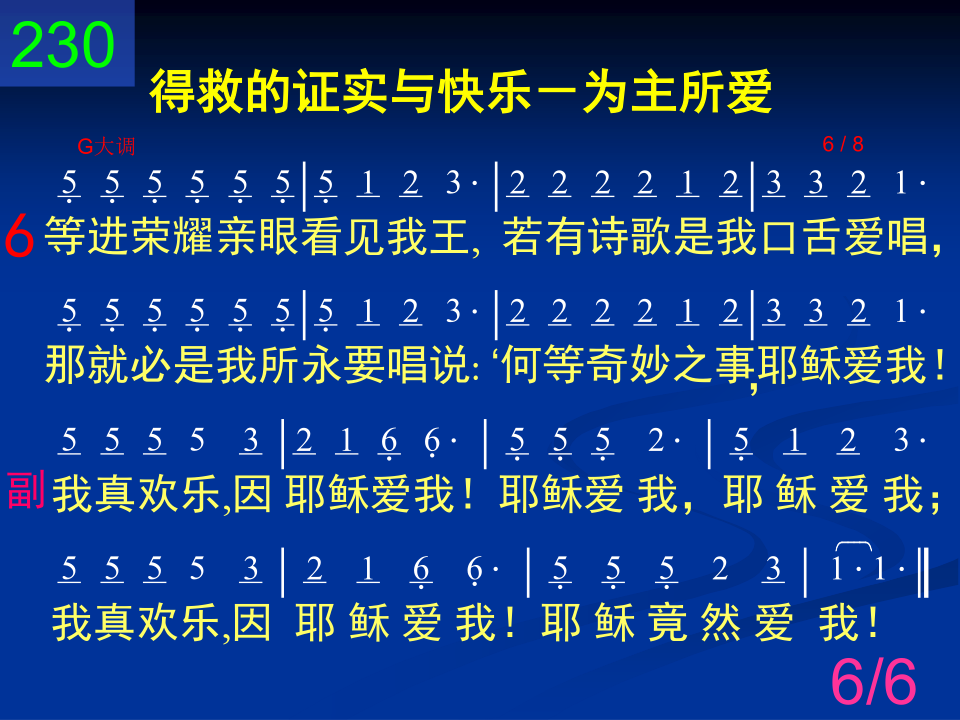 230
得救的证实与快乐－为主所爱
G大调 6 / 8
5 5 5 5 5 5 | 5 1 2 3 · | 2 2 2 2 1 2 | 3 3 2 1 ·
6 等进荣耀亲眼看见我王, 若有诗歌是我口舌爱唱，
5 5 5 5 5 5 | 5 1 2 3 · | 2 2 2 2 1 2 | 3 3 2 1 ·
那就必是我所永要唱说: ‘何等奇妙之事，耶稣爱我！
5 5 5 5 3 | 2 1 6 6 · | 5 5 5 2 · | 5 1 2 3 ·
副 我真欢乐,因 耶稣爱我！耶稣爱 我，耶 稣 爱 我；
5 5 5 5 3 | 2 1 6 6 · | 5 5 5 2 3 | 1 · 1 · ‖
我真欢乐,因 耶 稣 爱 我！耶 稣 竟 然 爱 我！
6/6